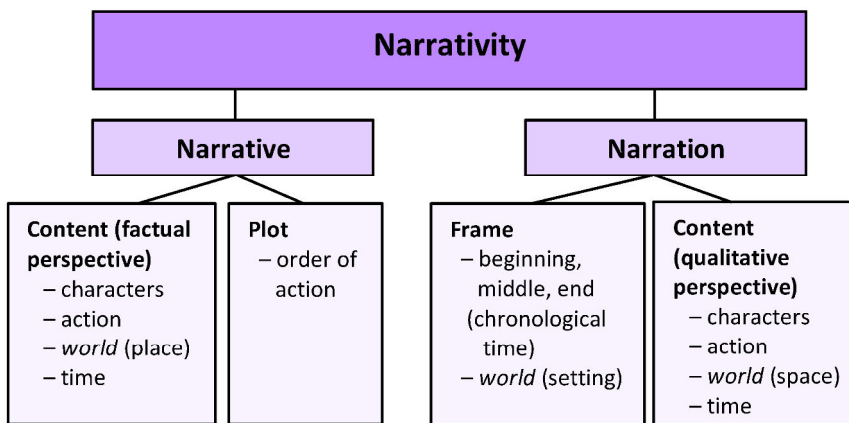 Narrativity
Narrative
Narration
Content (factual
perspective)
– characters
– action
– world (place)
– time
Plot
– order of
action
Frame
– beginning,
middle, end
(chronological
time)
– world (setting)
Content
(qualitative
perspective)
– characters
– action
– world (space)
– time